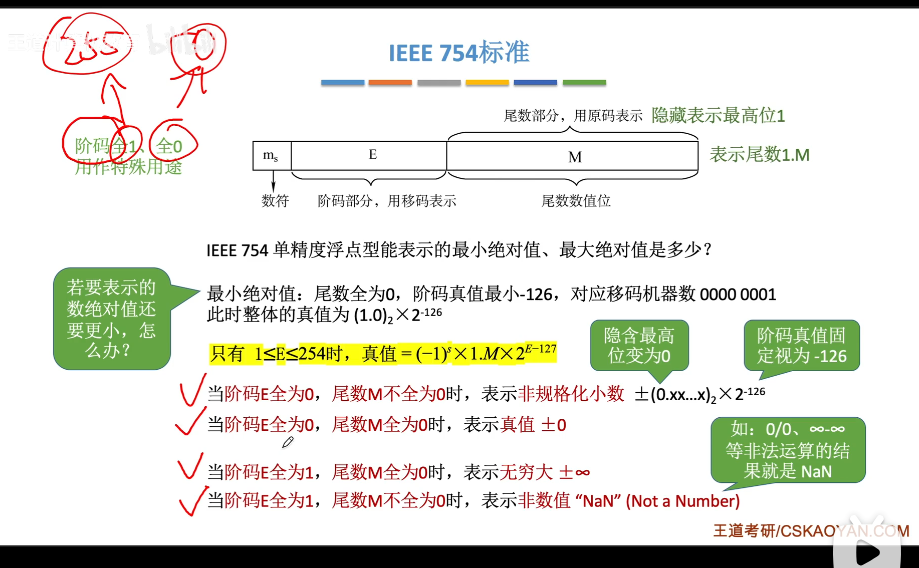 255
0
IEEE 754标准
阶码全1、全0
用作特殊用途
尾数部分，用原码表示 隐藏表示最高位1
mₛ E M 表示尾数1.M
数符 阶码部分，用移码表示 尾数数值位
IEEE 754 单精度浮点型能表示的最小绝对值、最大绝对值是多少？
若要表示的
数绝对值还
要更小，怎
么办？
最小绝对值：尾数全为0，阶码真值最小-126，对应移码机器数 0000 0001
此时整体的真值为 (1.0)₂×2⁻¹²⁶
只有 1≤E≤254时，真值 = (−1)ˢ×1.M×2ᴱ⁻¹²⁷
隐含最高
位变为0
阶码真值固
定视为 -126
当阶码E全为0，尾数M不全为0时，表示非规格化小数 ±(0.xx...x)₂×2⁻¹²⁶
当阶码E全为0，尾数M全为0时，表示真值 ±0
如：0/0、∞-∞
等非法运算的结
果就是 NaN
当阶码E全为1，尾数M全为0时，表示无穷大 ±∞
当阶码E全为1，尾数M不全为0时，表示非数值 “NaN” (Not a Number)
王道考研/CSKAOYAN.COM